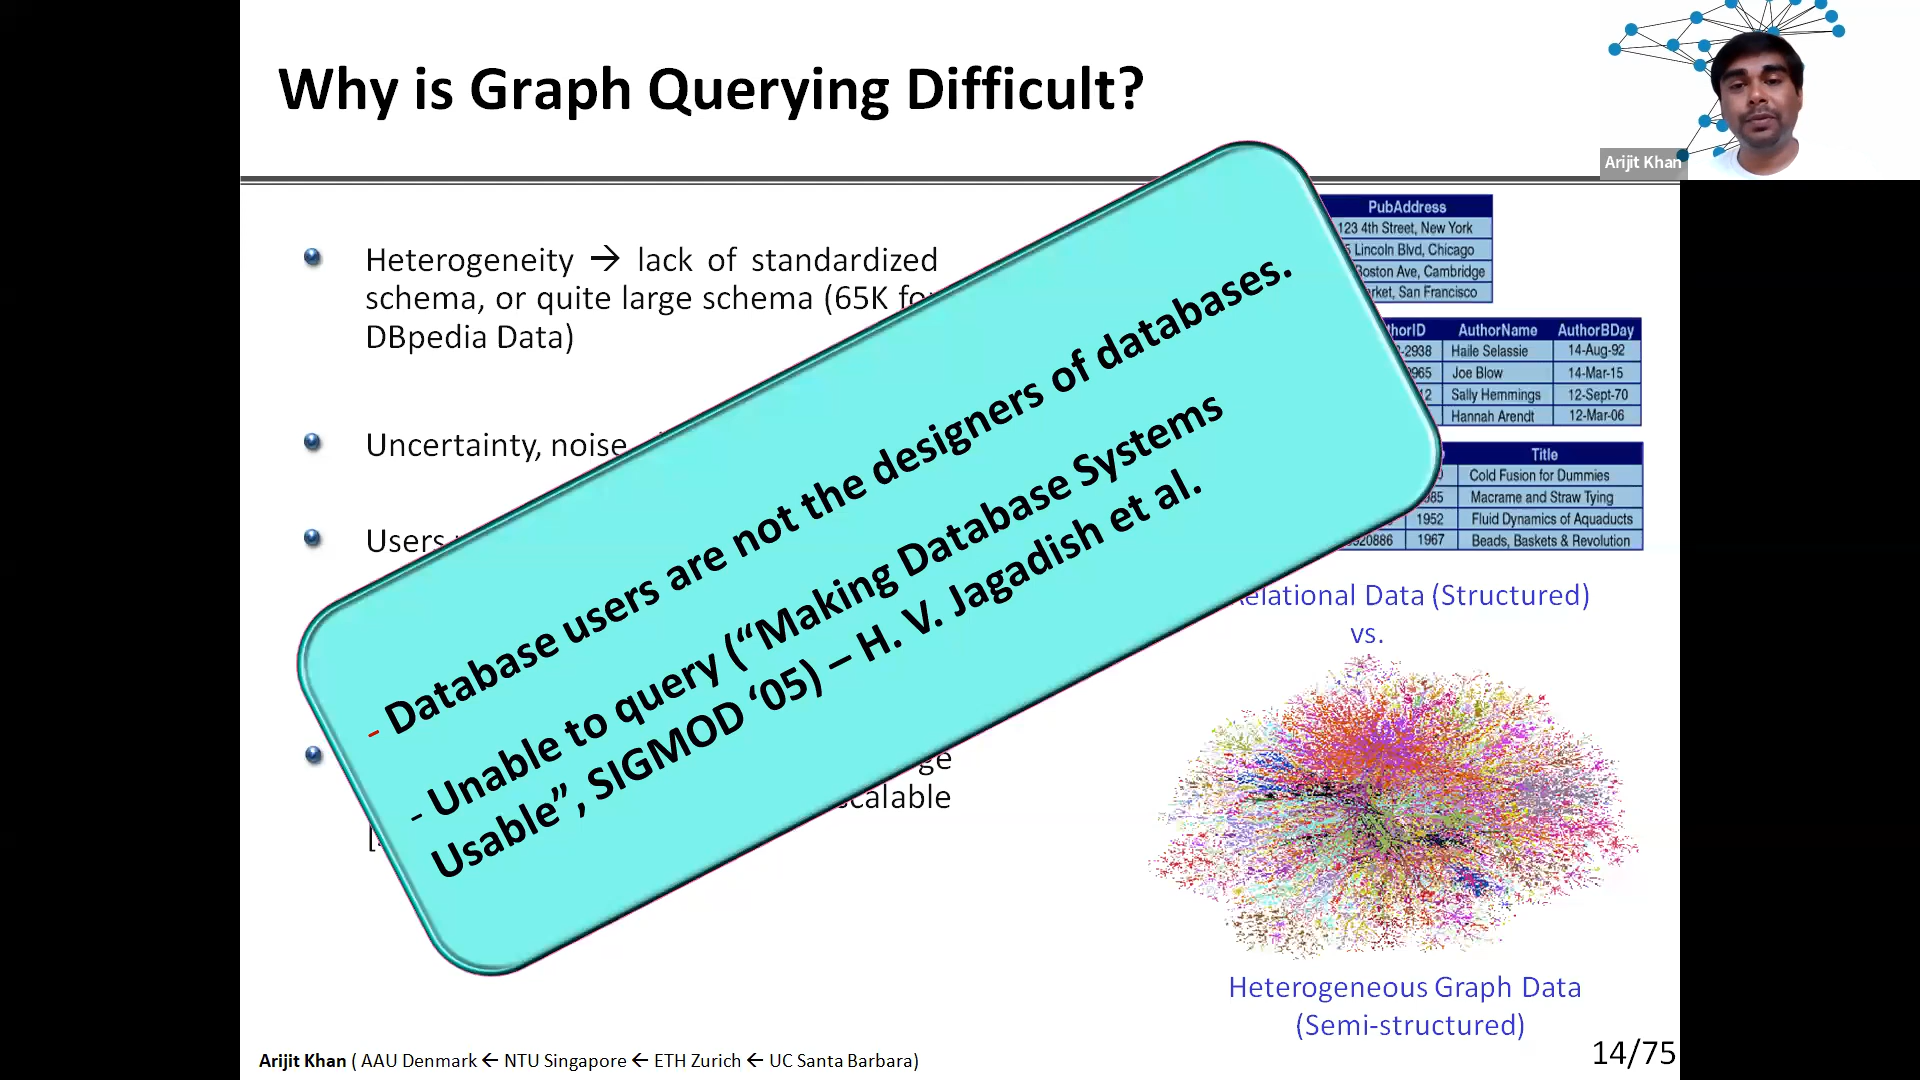 Why is Graph Querying Difficult?
Arijit Khan
Heterogeneity → lack of standardized
schema, or quite large schema (65K for
DBpedia Data)
Uncertainty, noise
Users
scalable
- Database users are not the designers of databases.
- Unable to query (“Making Database Systems
Usable”, SIGMOD ‘05) – H. V. Jagadish et al.
PubAddress
123 4th Street, New York
Lincoln Blvd, Chicago
Boston Ave, Cambridge
San Francisco
AuthorName AuthorBDay
-2938 Haile Selassie 14-Aug-92
Joe Blow 14-Mar-15
Sally Hemmings 12-Sept-70
Hannah Arendt 12-Mar-06
Title
Cold Fusion for Dummies
Macrame and Straw Tying
1952 Fluid Dynamics of Aquaducts
1967 Beads, Baskets & Revolution
Relational Data (Structured)
vs.
Heterogeneous Graph Data
(Semi-structured)
Arijit Khan ( AAU Denmark ← NTU Singapore ← ETH Zurich ← UC Santa Barbara)
14/75